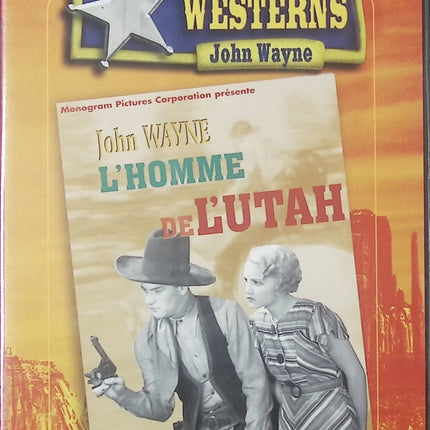 WESTERNS
John Wayne
Monogram Pictures Corporation présente
John WAYNE
L'HOMME
DE L'UTAH